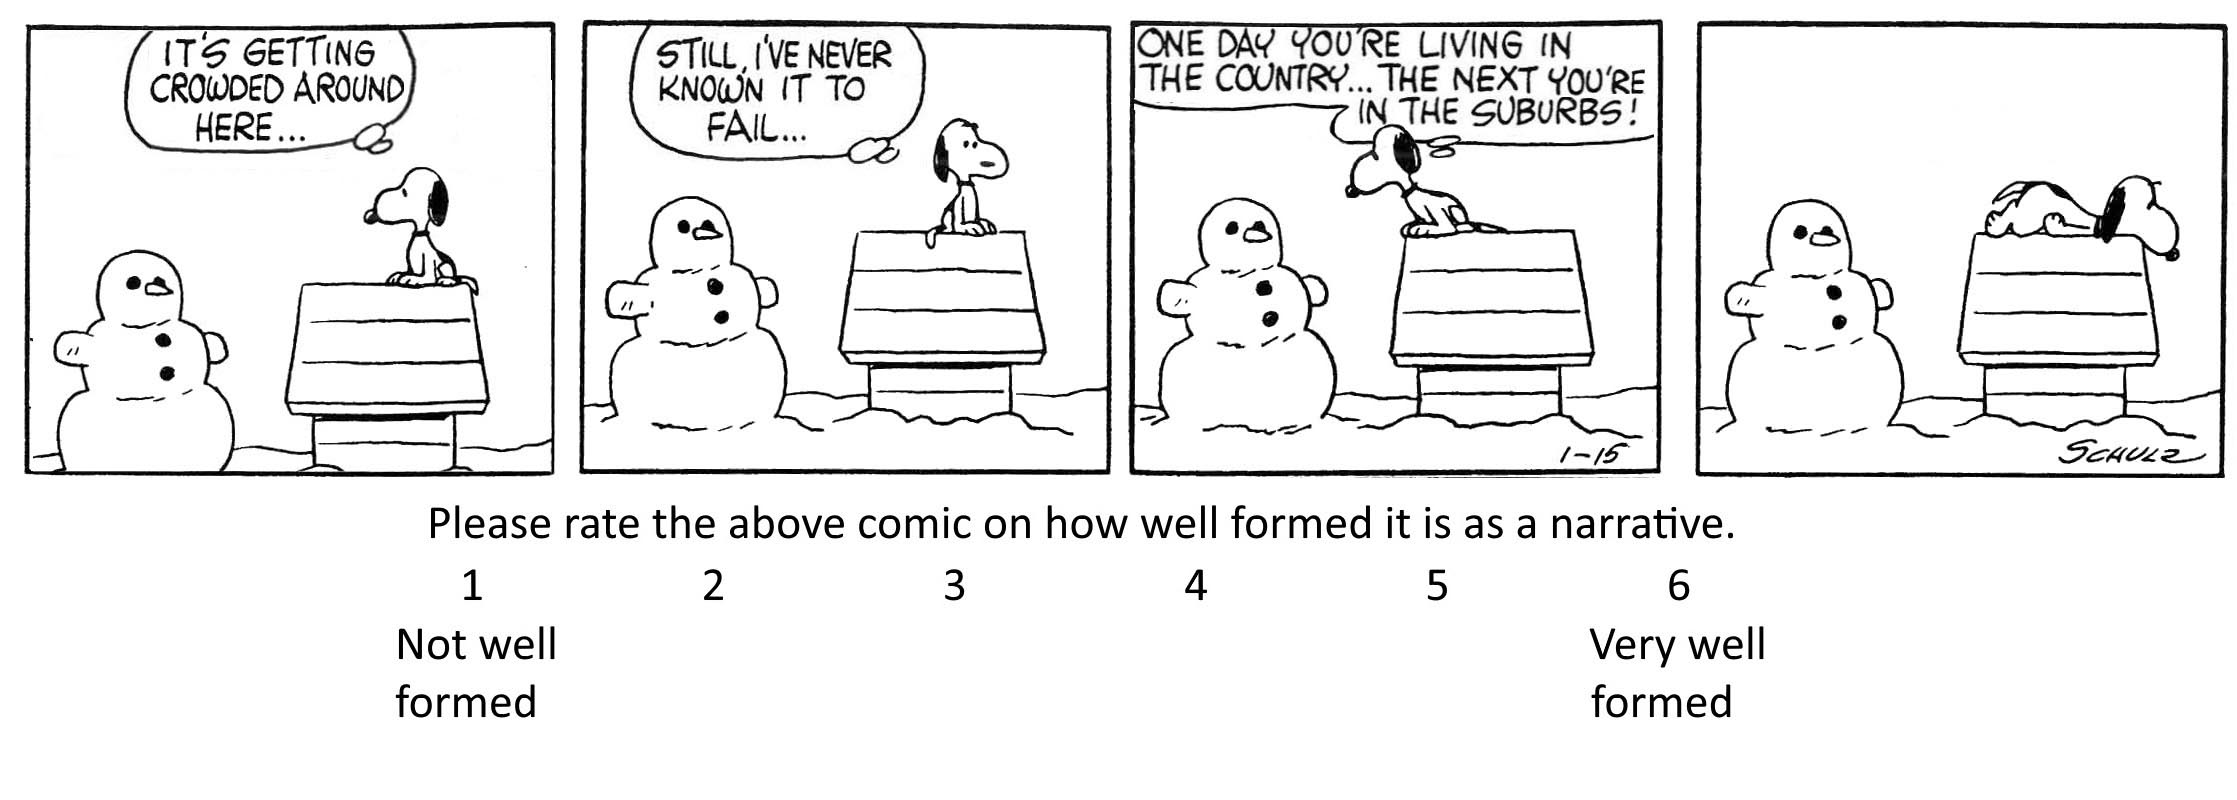 IT'S GETTING
CROWDED AROUND
HERE...
STILL, I'VE NEVER
KNOWN IT TO
FAIL...
ONE DAY YOU'RE LIVING IN
THE COUNTRY... THE NEXT YOU'RE
IN THE SUBURBS!
1-15
SCHULZ
Please rate the above comic on how well formed it is as a narrative.
1 2 3 4 5 6
Not well
formed
Very well
formed